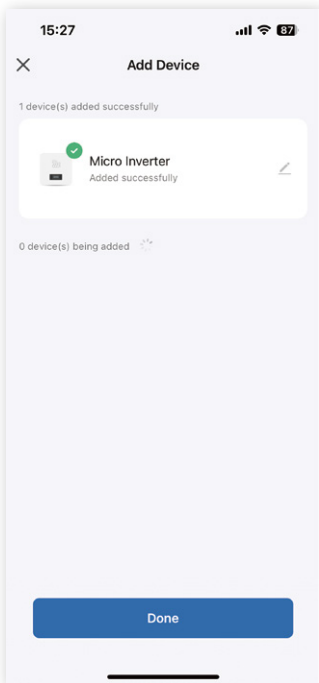 15:27
87
Add Device
1 device(s) added successfully
Micro Inverter
Added successfully
0 device(s) being added
Done